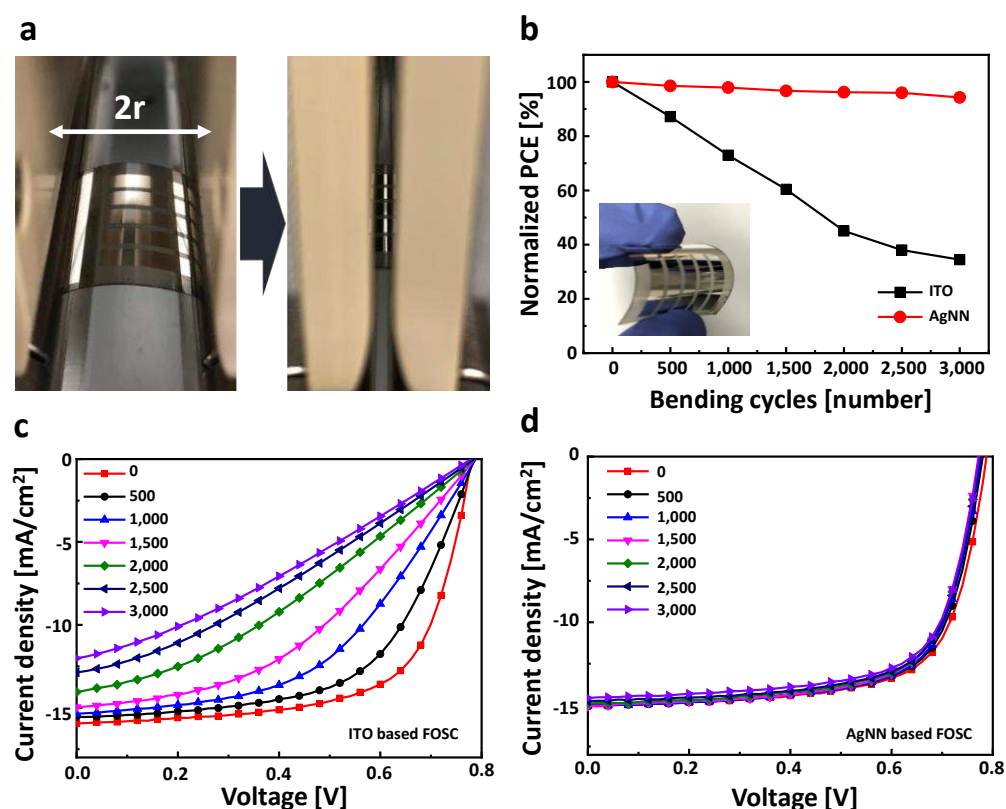 a
2r
b
Normalized PCE [%]
100
80
60
40
20
0
ITO
AgNN
0 500 1,000 1,500 2,000 2,500 3,000
Bending cycles [number]
c
Current density [mA/cm²]
0
-5
-10
-15
0
500
1,000
1,500
2,000
2,500
3,000
ITO based FOSC
0.0 0.2 0.4 0.6 0.8
Voltage [V]
d
Current density [mA/cm²]
0
-5
-10
-15
0
500
1,000
1,500
2,000
2,500
3,000
AgNN based FOSC
0.0 0.2 0.4 0.6 0.8
Voltage [V]